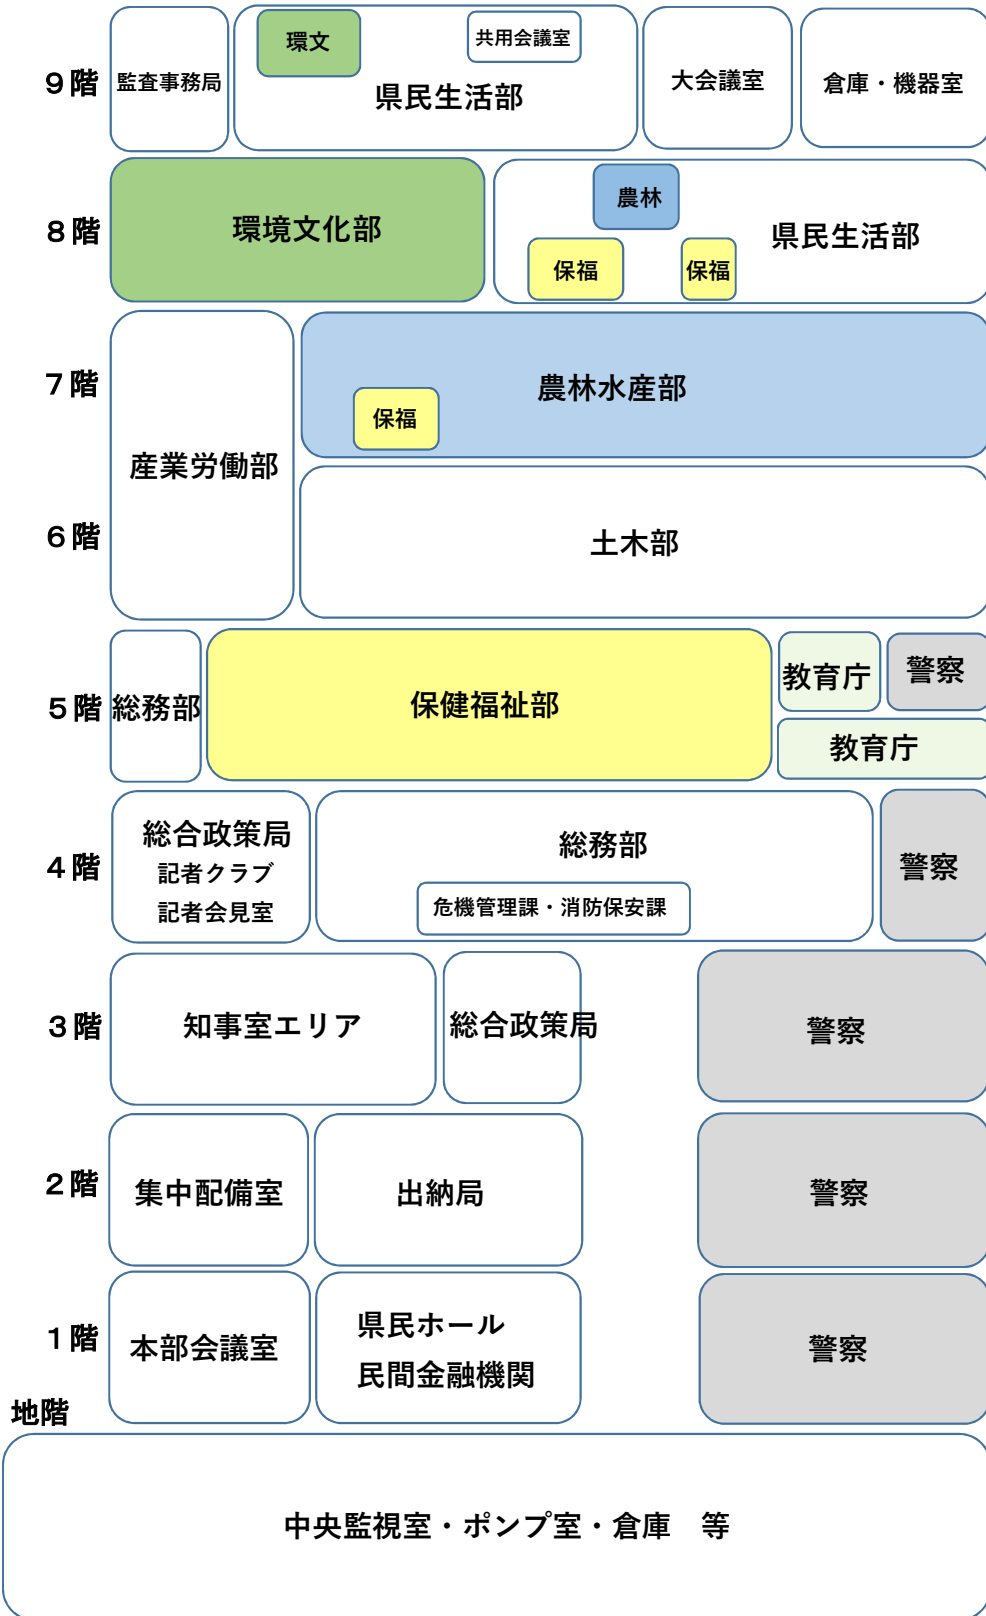 9階
監査事務局
環文
共用会議室
県民生活部
大会議室
倉庫・機器室
8階
環境文化部
農林
県民生活部
保福
保福
7階
農林水産部
保福
産業労働部
6階
土木部
5階
総務部
保健福祉部
教育庁
警察
教育庁
4階
総合政策局
記者クラブ
記者会見室
総務部
危機管理課・消防保安課
警察
3階
知事室エリア
総合政策局
警察
2階
集中配備室
出納局
警察
1階
本部会議室
県民ホール
民間金融機関
警察
地階
中央監視室・ポンプ室・倉庫　等